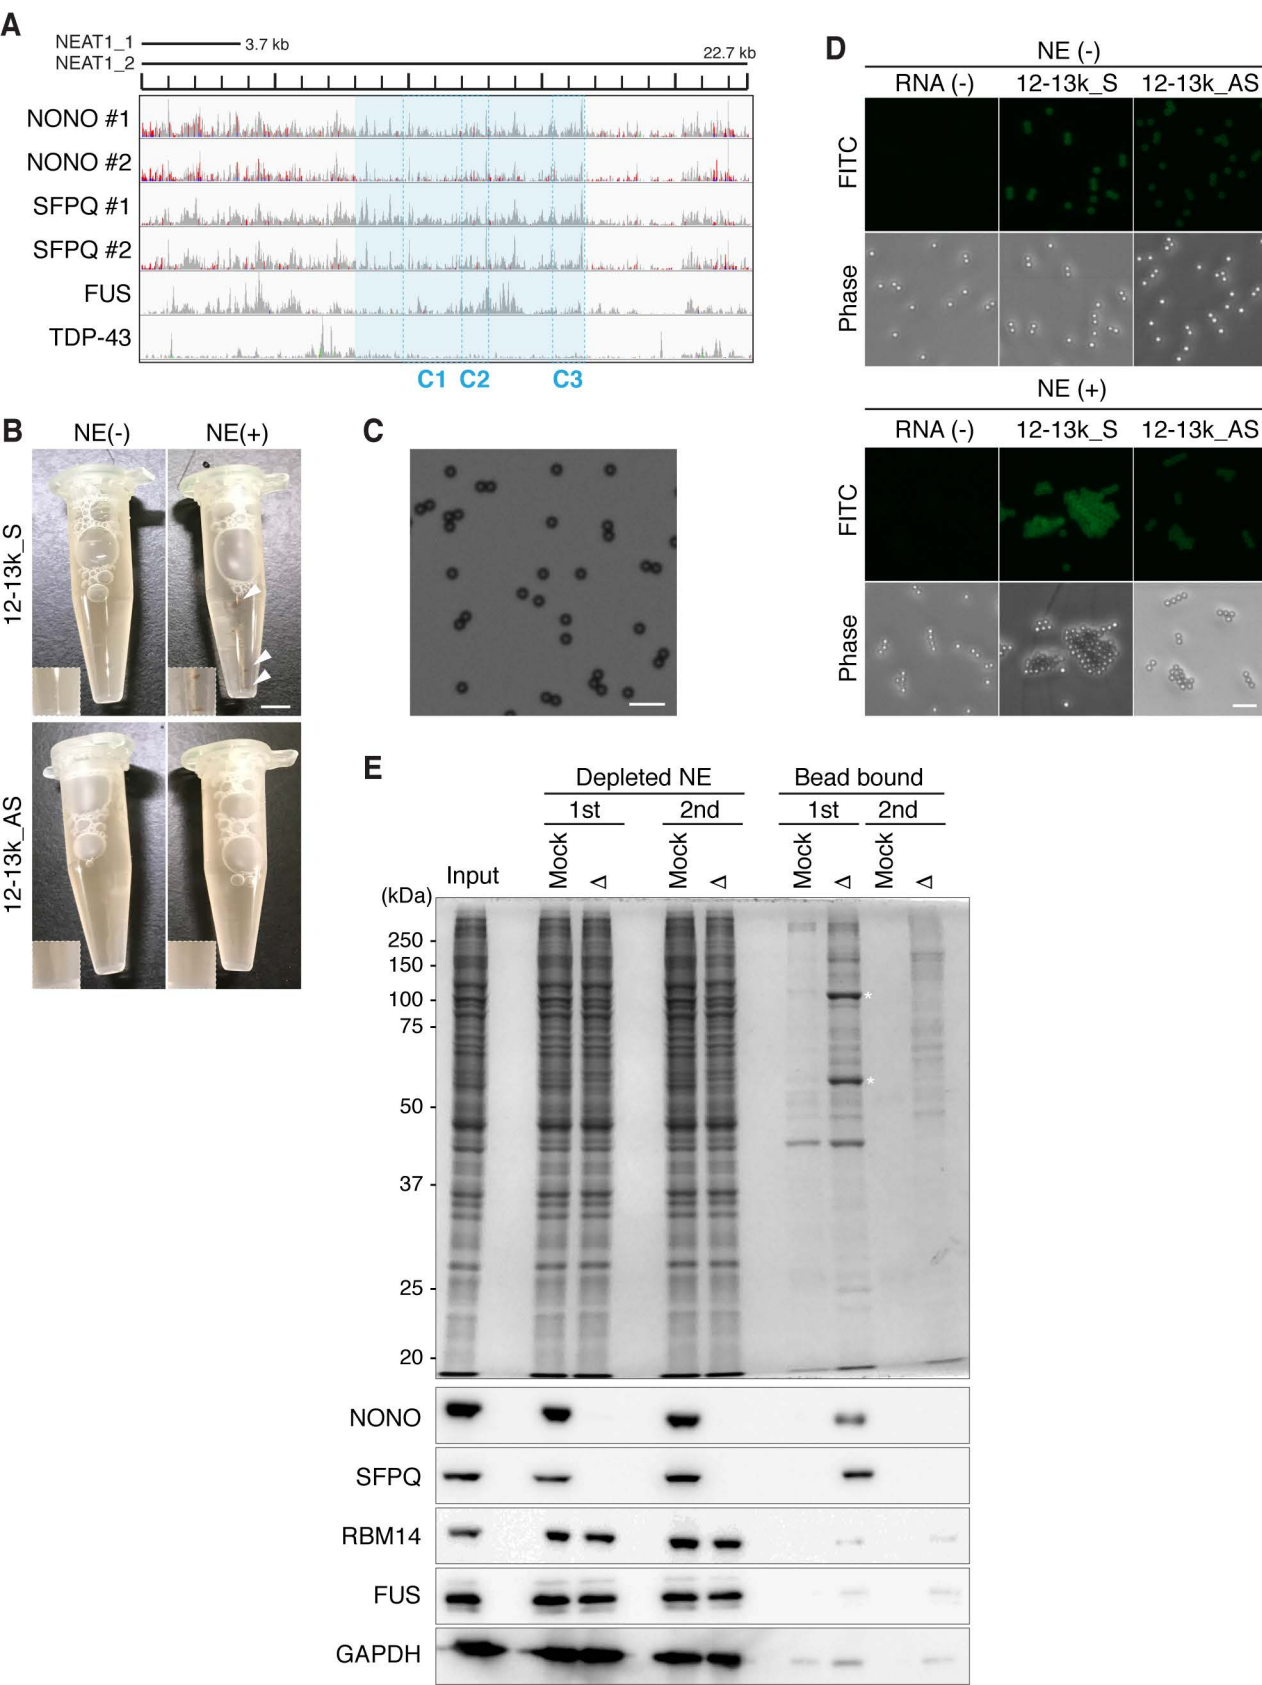 A
NEAT1_1
3.7 kb
NEAT1_2
22.7 kb
NONO #1
NONO #2
SFPQ #1
SFPQ #2
FUS
TDP-43
C1 C2 C3
B
NE(-) NE(+)
12-13k_S
12-13k_AS
C
D
NE (-)
RNA (-) 12-13k_S 12-13k_AS
FITC
Phase
NE (+)
RNA (-) 12-13k_S 12-13k_AS
FITC
Phase
E
Depleted NE Bead bound
1st 2nd 1st 2nd
Input Mock Δ Mock Δ Mock Δ Mock Δ
(kDa)
250
150
100 *
75
*
50
37
25
20
NONO
SFPQ
RBM14
FUS
GAPDH